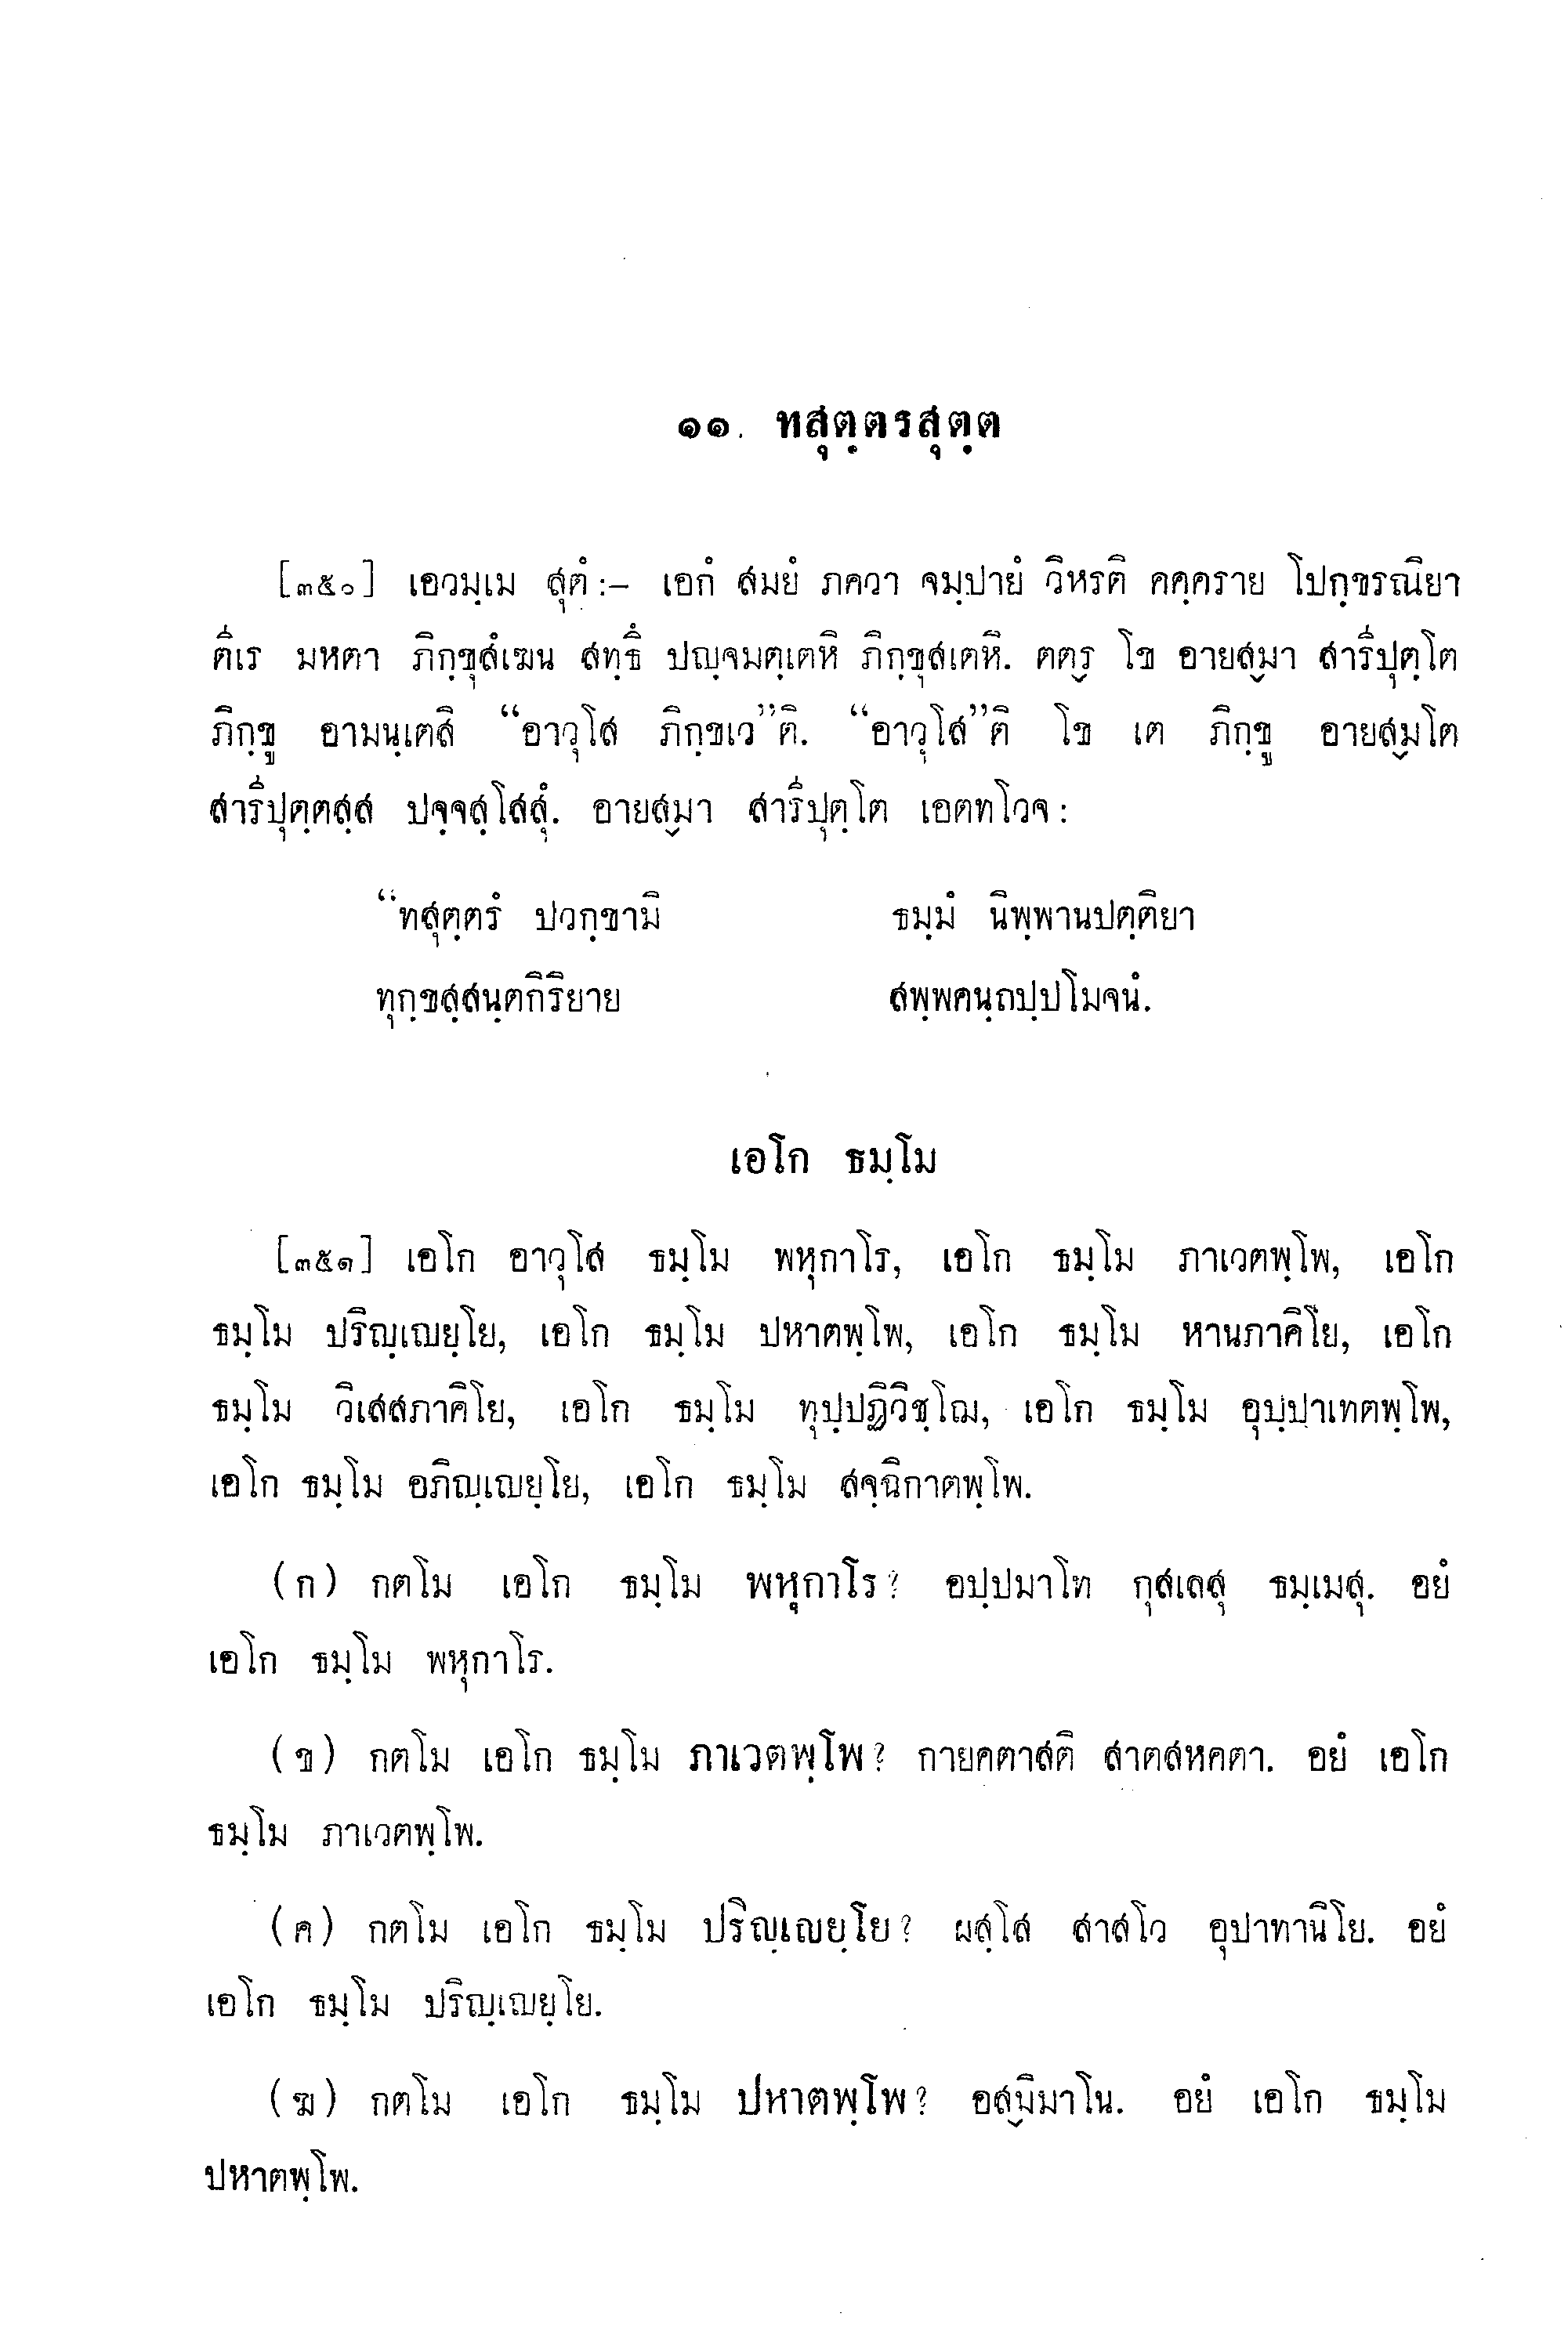 ๑๑. ทสุตฺตรสุตฺต
[๓๕๐] เอวมฺเม สุตํ :– เอกํ สมยํ ภควา จมฺปายํ วิหรติ คคฺคราย โปกฺขรณิยา
ตีเร มหตา ภิกฺขุสํเฆน สทฺธึ ปญฺจมตฺเตหิ ภิกฺขุสเตหิ. ตตฺร โข อายสฺมา สารีปุตฺโต
ภิกฺขู อามนฺเตสิ “อาวุโส ภิกฺขเว”ติ. “อาวุโส”ติ โข เต ภิกฺขู อายสฺมโต
สารีปุตฺตสฺส ปจฺจสฺโสสุํ. อายสฺมา สารีปุตฺโต เอตทโวจ :
“ทสุตฺตรํ ปวกฺขามิ ธมฺมํ นิพฺพานปตฺติยา
ทุกฺขสฺสนฺตกิริยาย สพฺพคนฺถปฺปโมจนํ.
เอโก ธมฺโม
[๓๕๑] เอโก อาวุโส ธมฺโม พหุกาโร, เอโก ธมฺโม ภาเวตพฺโพ, เอโก
ธมฺโม ปริญฺเญยฺโย, เอโก ธมฺโม ปหาตพฺโพ, เอโก ธมฺโม หานภาคิโย, เอโก
ธมฺโม วิเสสภาคิโย, เอโก ธมฺโม ทุปฺปฏิวิชฺโฌ, เอโก ธมฺโม อุปฺปาเทตพฺโพ,
เอโก ธมฺโม อภิญฺเญยฺโย, เอโก ธมฺโม สจฺฉิกาตพฺโพ.
(ก) กตโม เอโก ธมฺโม พหุกาโร? อปฺปมาโท กุสเลสุ ธมฺเมสุ. อยํ
เอโก ธมฺโม พหุกาโร.
(ข) กตโม เอโก ธมฺโม ภาเวตพฺโพ? กายคตาสติ สาตสหคตา. อยํ เอโก
ธมฺโม ภาเวตพฺโพ.
(ค) กตโม เอโก ธมฺโม ปริญฺเญยฺโย? ผสฺโส สาสโว อุปาทานิโย. อยํ
เอโก ธมฺโม ปริญฺเญยฺโย.
(ฆ) กตโม เอโก ธมฺโม ปหาตพฺโพ? อสฺมิมาโน. อยํ เอโก ธมฺโม
ปหาตพฺโพ.